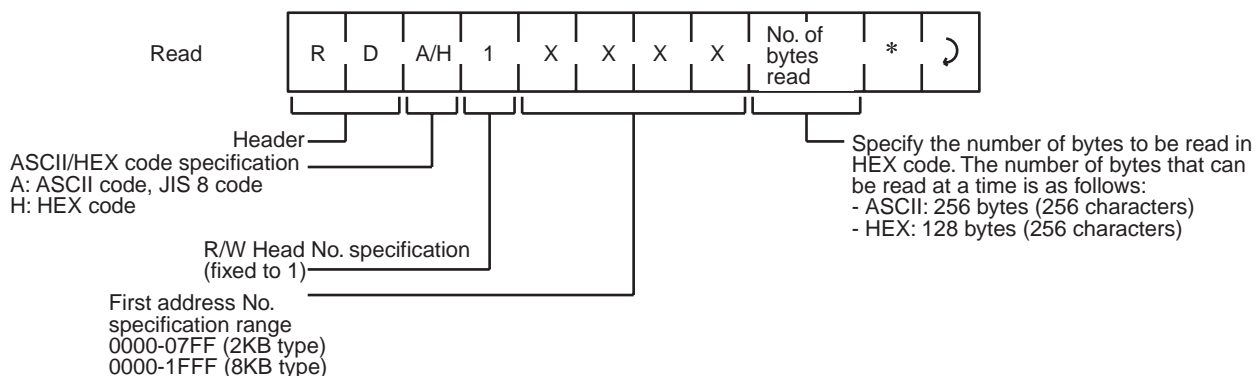 Read R D A/H 1 X X X X No. of bytes read * ⤸
Header
ASCII/HEX code specification
A: ASCII code, JIS 8 code
H: HEX code
R/W Head No. specification
(fixed to 1)
First address No.
specification range
0000-07FF (2KB type)
0000-1FFF (8KB type)
Specify the number of bytes to be read in
HEX code. The number of bytes that can
be read at a time is as follows:
- ASCII: 256 bytes (256 characters)
- HEX: 128 bytes (256 characters)